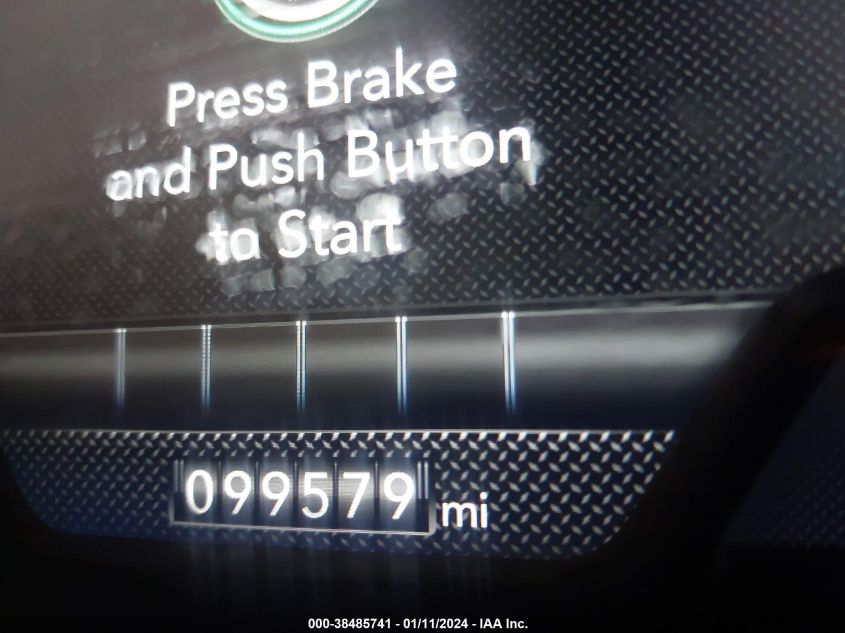 Press Brake
and Push Button
to Start
099579 mi
000-38485741 - 01/11/2024 - IAA Inc.